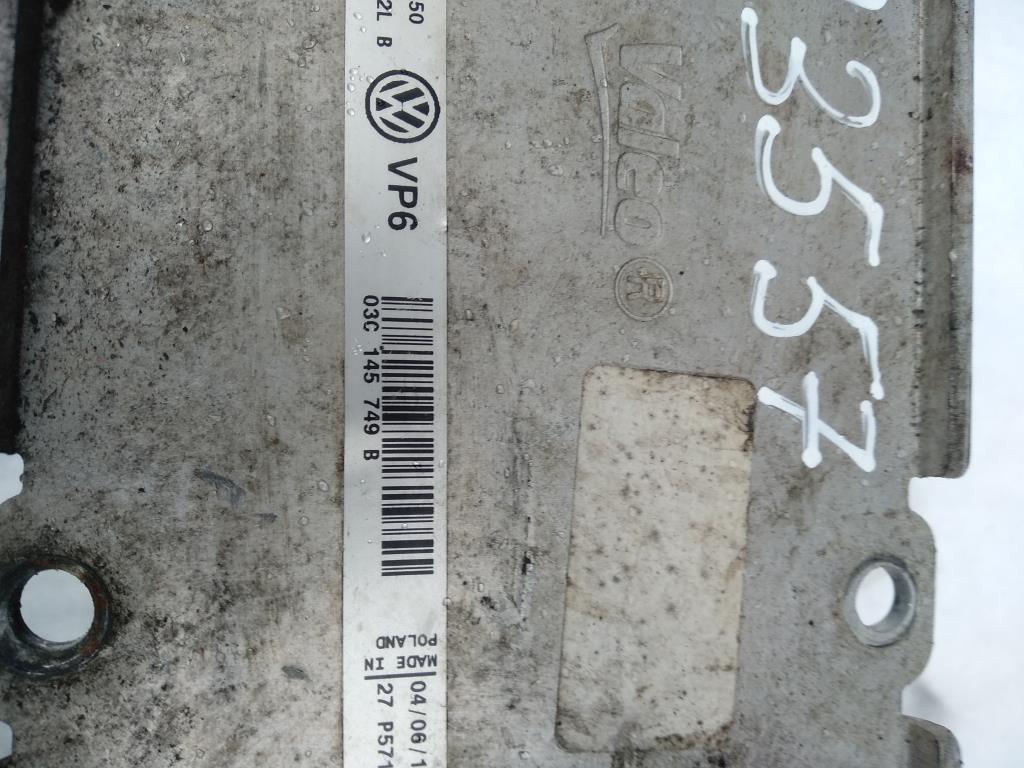 50
2L B
VP6
03C 145 749 B
MADE IN
POLAND
04/06/1
27 P571
Valeo
®
3557